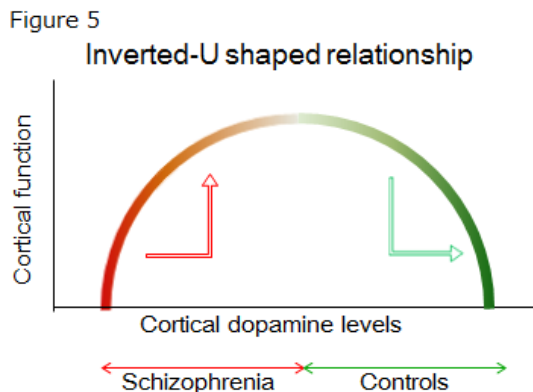 Figure 5
Inverted-U shaped relationship
Cortical function
Cortical dopamine levels
Schizophrenia Controls